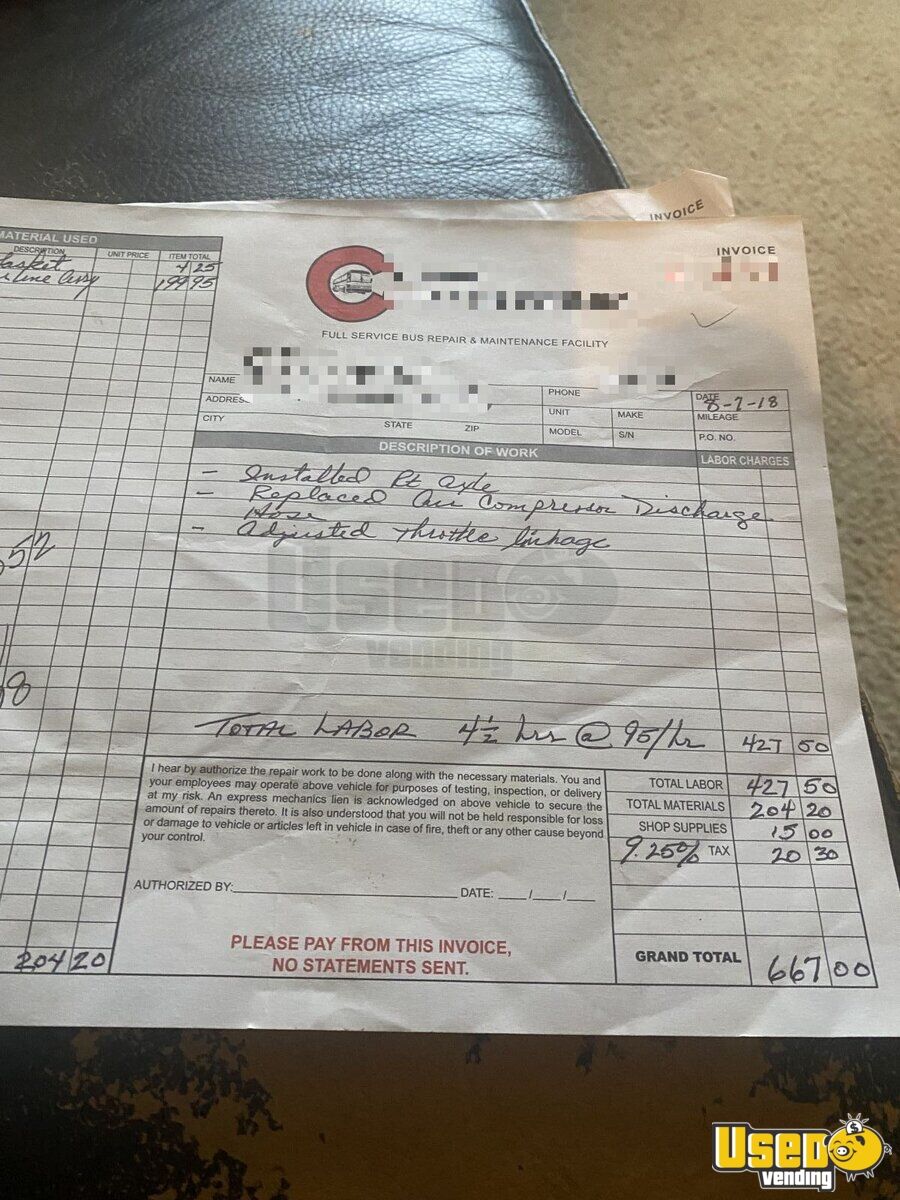 INVOICE
MATERIAL USED
DESCRIPTION UNIT PRICE ITEM TOTAL
Gasket 4 25
199 95
52
8
204 20
INVOICE
FULL SERVICE BUS REPAIR & MAINTENANCE FACILITY
NAME PHONE DATE 8-7-18
ADDRESS UNIT MAKE MILEAGE
CITY STATE ZIP MODEL S/N P.O. NO.
DESCRIPTION OF WORK LABOR CHARGES
- Installed Rt axle
- Replaced Air Compressor Discharge
Hose
- Adjusted throttle linkage
USED
vending
TOTAL LABOR 4½ hrs @ 95/hr 427 50
I hear by authorize the repair work to be done along with the necessary materials. You and
your employees may operate above vehicle for purposes of testing, inspection, or delivery
at my risk. An express mechanics lien is acknowledged on above vehicle to secure the
amount of repairs thereto. It is also understood that you will not be held responsible for loss
or damage to vehicle or articles left in vehicle in case of fire, theft or any other cause beyond
your control.
AUTHORIZED BY: DATE: / /
PLEASE PAY FROM THIS INVOICE,
NO STATEMENTS SENT.
TOTAL LABOR 427 50
TOTAL MATERIALS 204 20
SHOP SUPPLIES 15 00
9.25% TAX 20 30
GRAND TOTAL 667 00
USED
vending